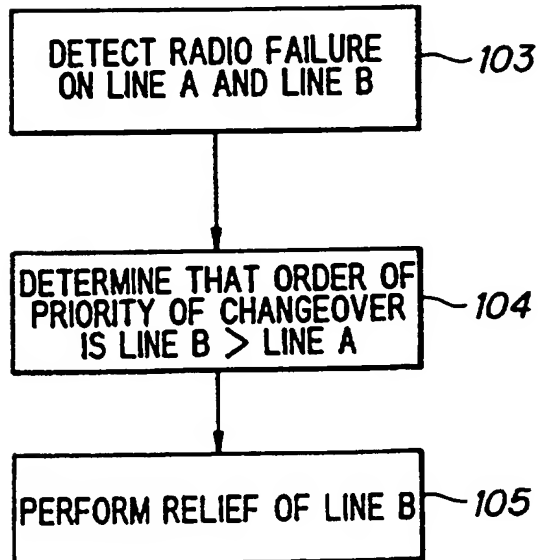 DETECT RADIO FAILURE
ON LINE A AND LINE B
103
DETERMINE THAT ORDER OF
PRIORITY OF CHANGEOVER
IS LINE B > LINE A
104
PERFORM RELIEF OF LINE B
105